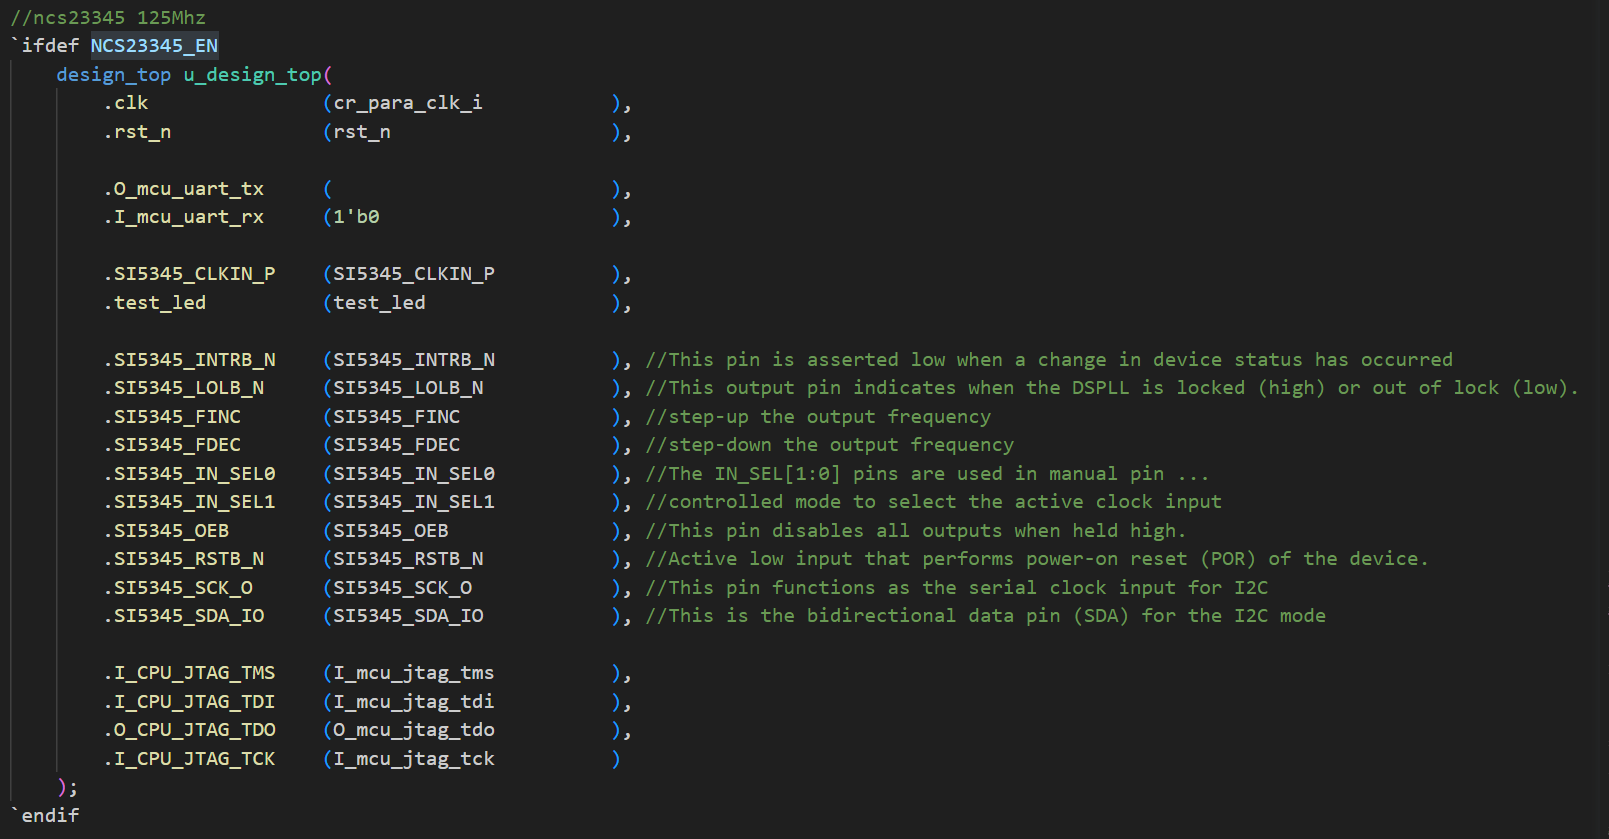 //ncs23345 125Mhz
`ifdef NCS23345_EN
design_top u_design_top(
.clk (cr_para_clk_i ),
.rst_n (rst_n ),
.O_mcu_uart_tx ( ),
.I_mcu_uart_rx (1'b0 ),
.SI5345_CLKIN_P (SI5345_CLKIN_P ),
.test_led (test_led ),
.SI5345_INTRB_N (SI5345_INTRB_N ), //This pin is asserted low when a change in device status has occurred
.SI5345_LOLB_N (SI5345_LOLB_N ), //This output pin indicates when the DSPLL is locked (high) or out of lock (low).
.SI5345_FINC (SI5345_FINC ), //step-up the output frequency
.SI5345_FDEC (SI5345_FDEC ), //step-down the output frequency
.SI5345_IN_SEL0 (SI5345_IN_SEL0 ), //The IN_SEL[1:0] pins are used in manual pin ...
.SI5345_IN_SEL1 (SI5345_IN_SEL1 ), //controlled mode to select the active clock input
.SI5345_OEB (SI5345_OEB ), //This pin disables all outputs when held high.
.SI5345_RSTB_N (SI5345_RSTB_N ), //Active low input that performs power-on reset (POR) of the device.
.SI5345_SCK_O (SI5345_SCK_O ), //This pin functions as the serial clock input for I2C
.SI5345_SDA_IO (SI5345_SDA_IO ), //This is the bidirectional data pin (SDA) for the I2C mode
.I_CPU_JTAG_TMS (I_mcu_jtag_tms ),
.I_CPU_JTAG_TDI (I_mcu_jtag_tdi ),
.O_CPU_JTAG_TDO (O_mcu_jtag_tdo ),
.I_CPU_JTAG_TCK (I_mcu_jtag_tck )
);
`endif